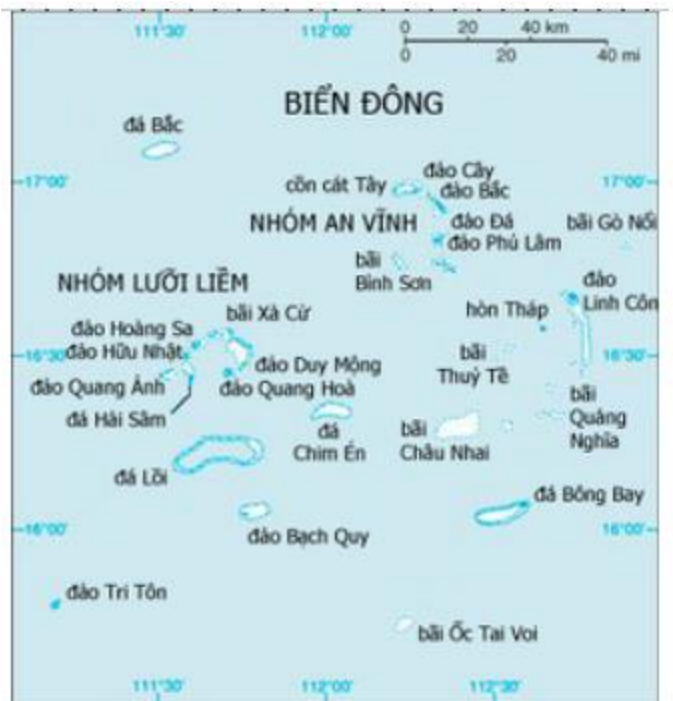 111°30'
112°00'
0 20 40 km
0 20 40 mi
BIỂN ĐÔNG
đá Bắc
17°00'
cồn cát Tây
đảo Cây
đảo Bắc
17°00'
NHÓM AN VĨNH
đảo Đá
đảo Phú Lâm
bãi Gò Nổi
bãi
Bình Sơn
NHÓM LƯỠI LIỀM
đảo
Linh Côn
hòn Tháp
bãi Xà Cừ
đảo Hoàng Sa
đảo Hữu Nhật
16°30'
đảo Duy Mộng
bãi
Thuỷ Tề
16°30'
đảo Quang Ảnh
đảo Quang Hoà
đá Hải Sâm
đá
Chim Én
bãi
Châu Nhai
bãi
Quảng
Nghĩa
đá Lồi
đá Bông Bay
16°00'
đảo Bạch Quy
16°00'
đảo Tri Tôn
bãi Ốc Tai Voi
111°30'
112°00'
112°30'